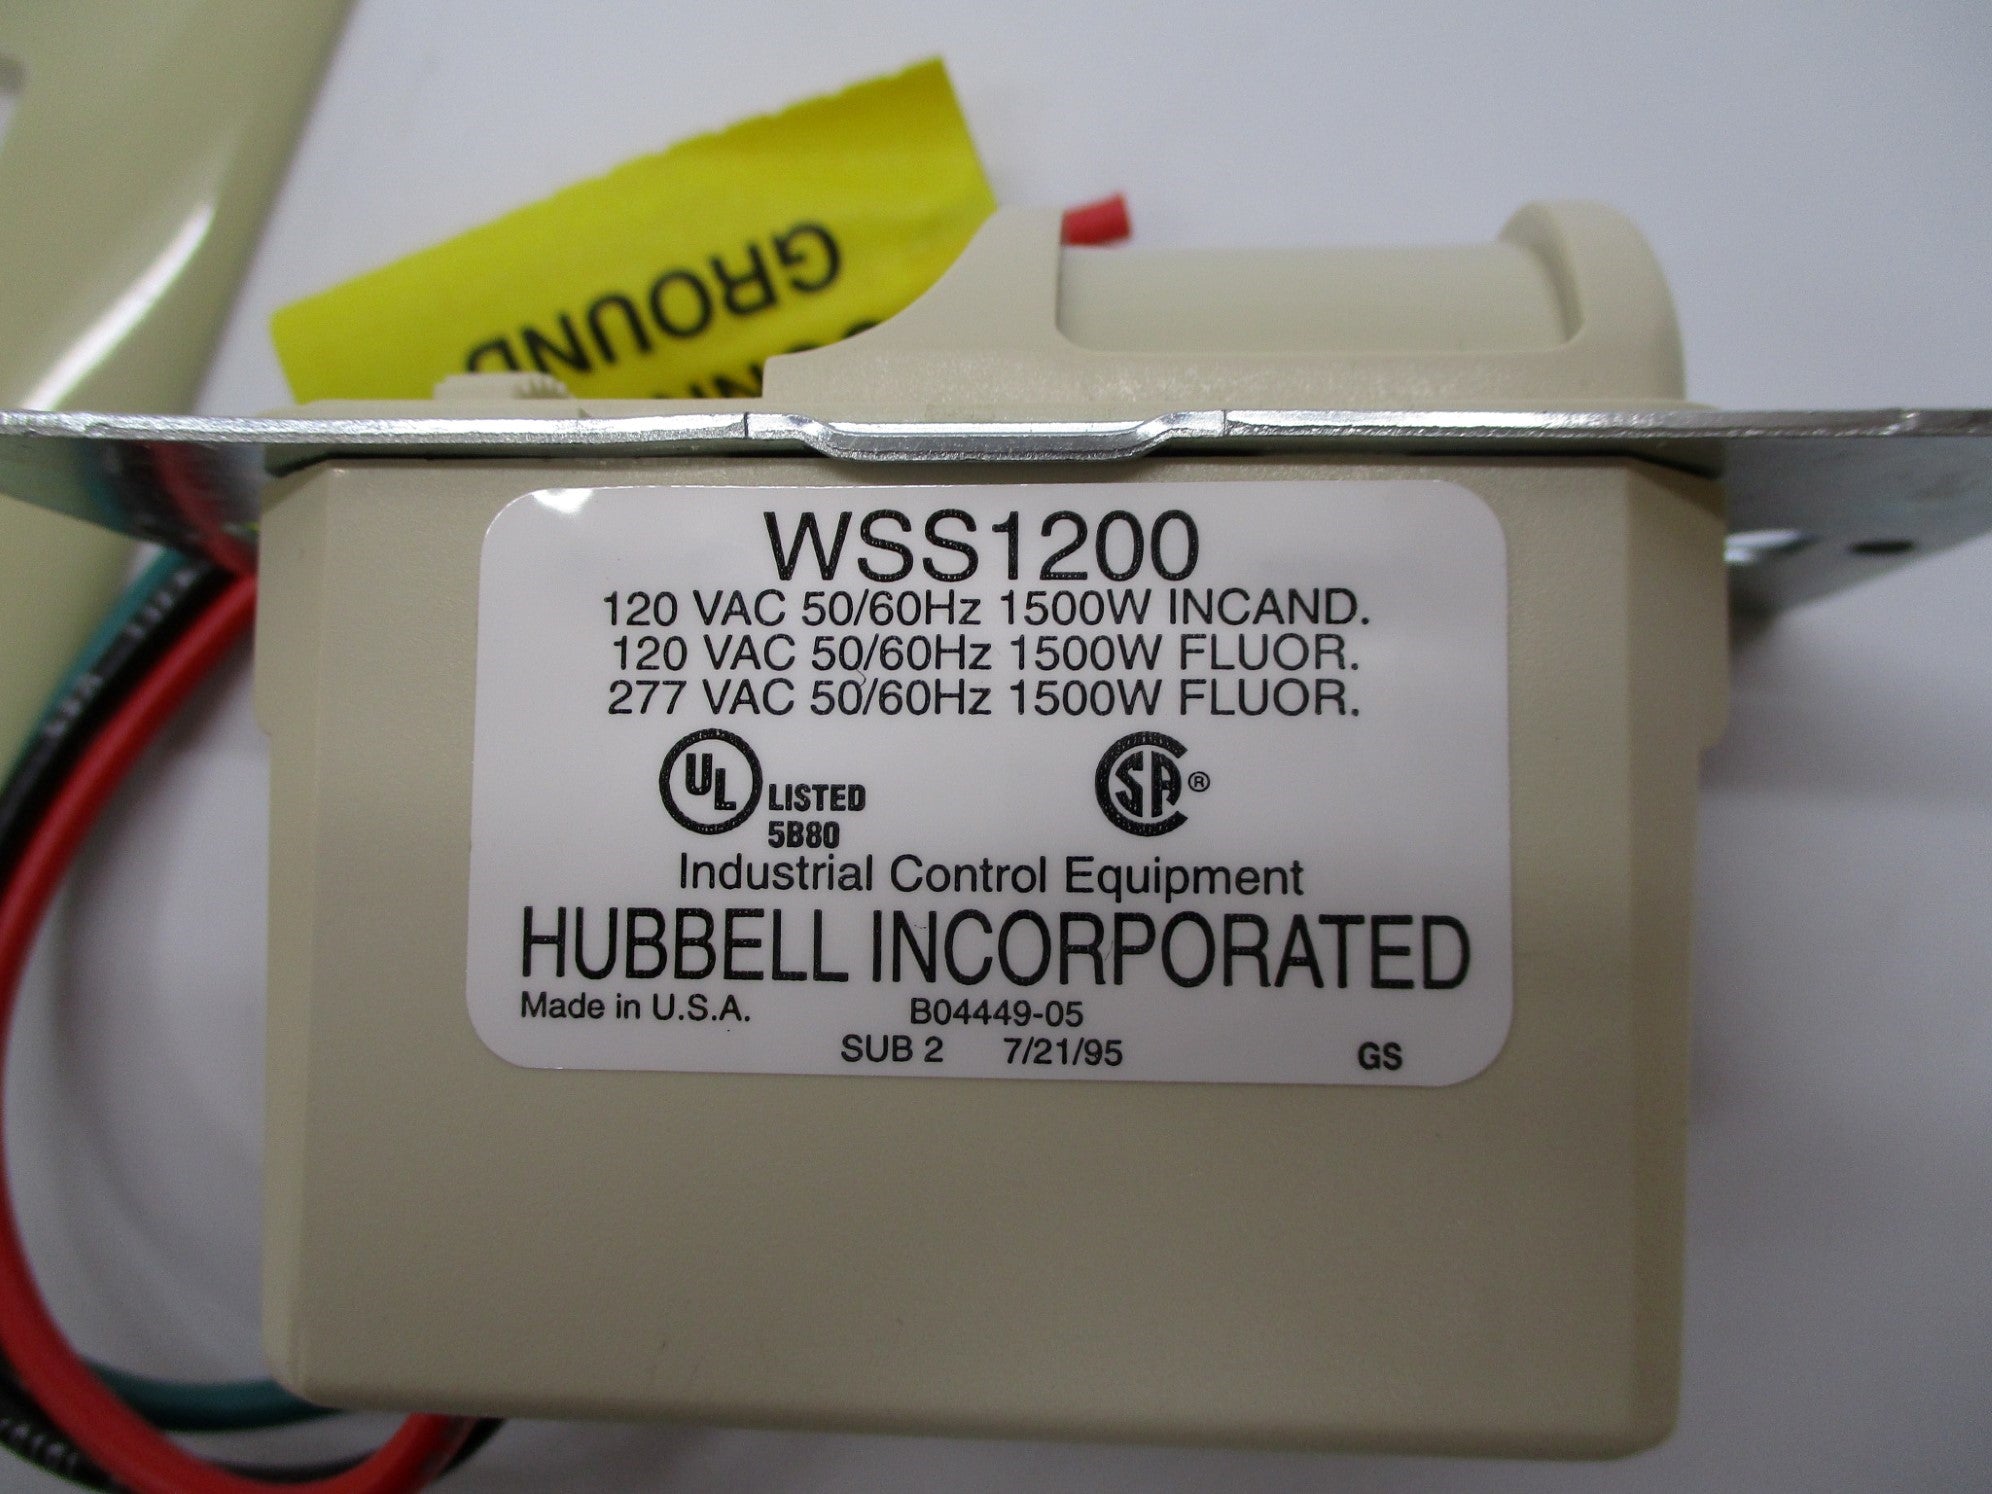 GROUND
WSS1200
120 VAC 50/60Hz 1500W INCAND.
120 VAC 50/60Hz 1500W FLUOR.
277 VAC 50/60Hz 1500W FLUOR.
UL LISTED
5B80
SA®
Industrial Control Equipment
HUBBELL INCORPORATED
Made in U.S.A. B04449-05
SUB 2 7/21/95 GS